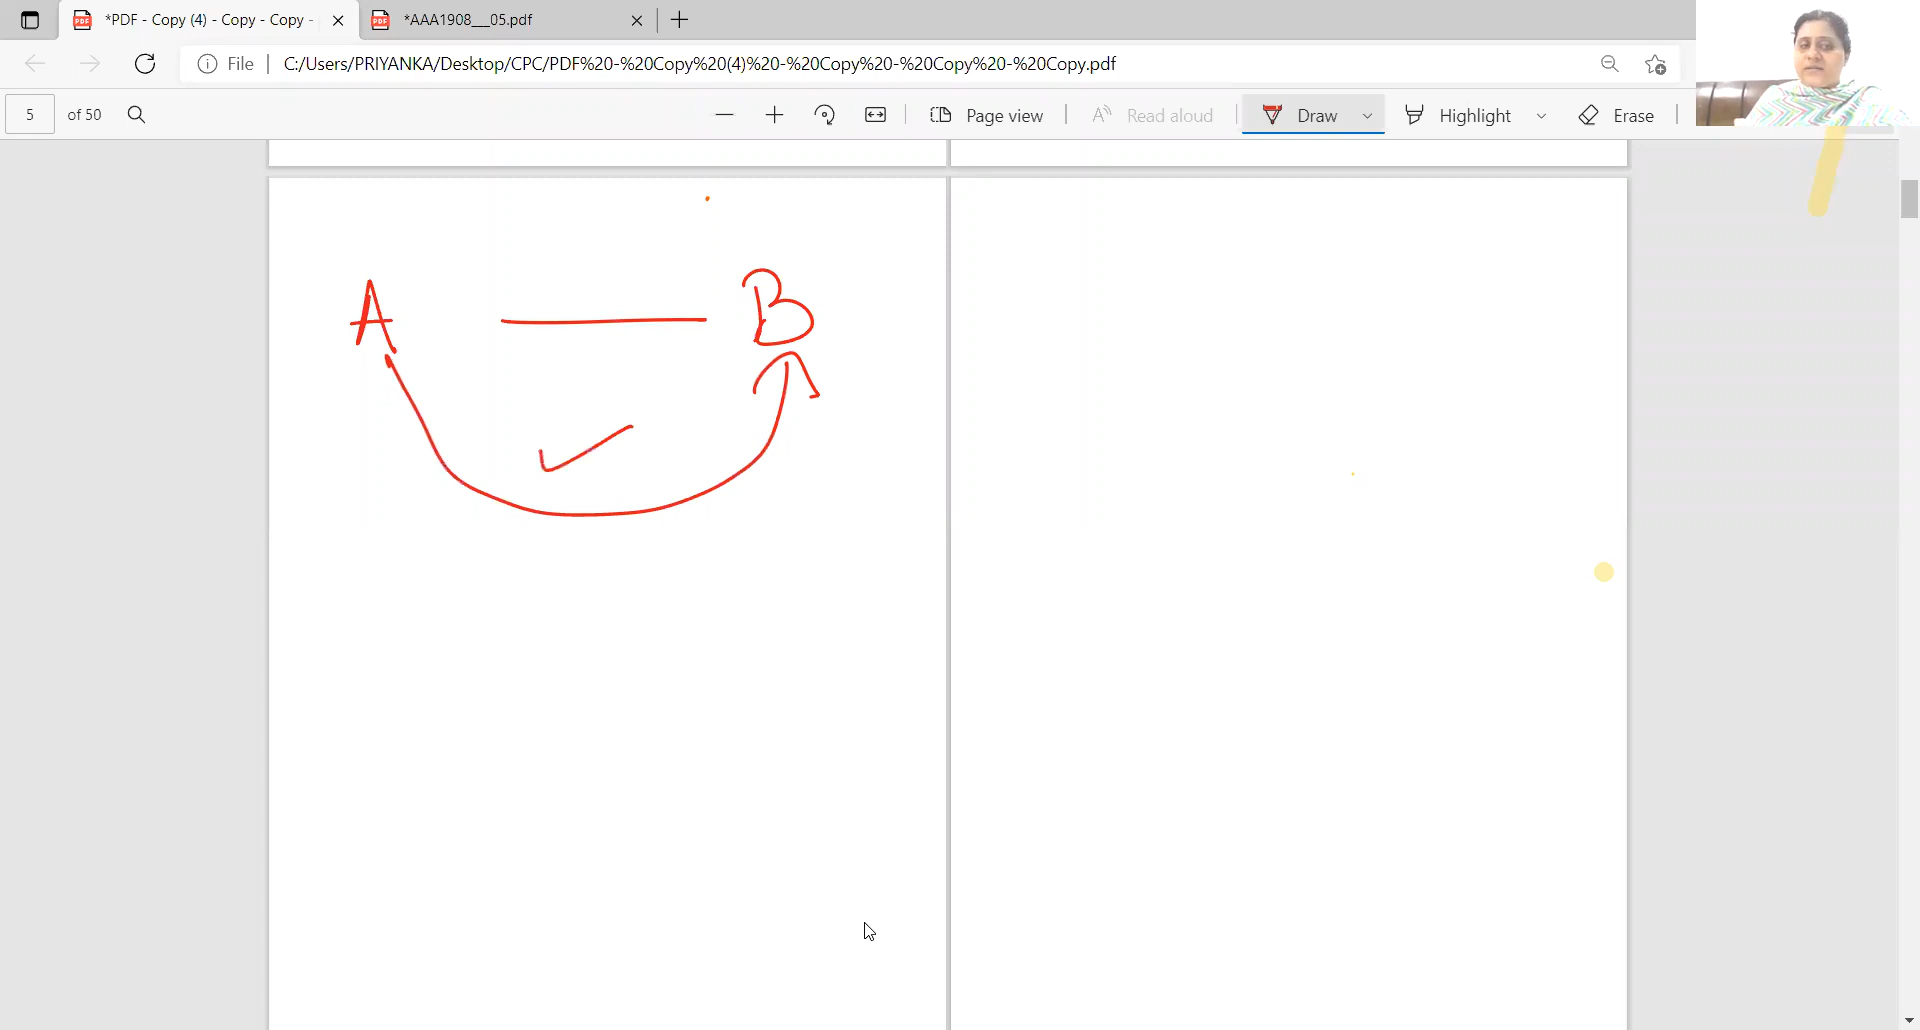 *PDF - Copy (4) - Copy - Copy -
*AAA1908___05.pdf
File C:/Users/PRIYANKA/Desktop/CPC/PDF%20-%20Copy%20(4)%20-%20Copy%20-%20Copy%20-%20Copy.pdf
5 of 50 Page view Read aloud Draw Highlight Erase
A — B